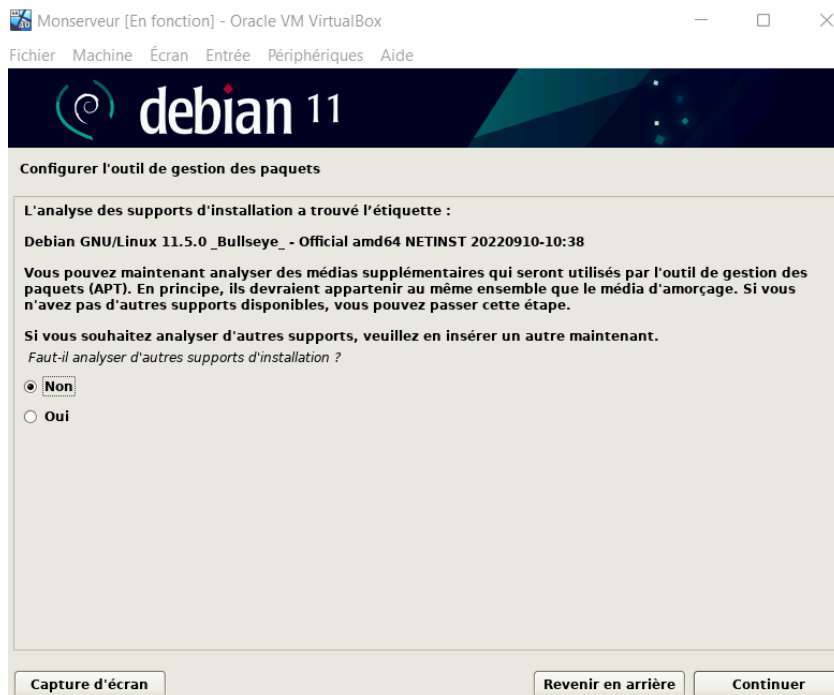 Monserveur [En fonction] - Oracle VM VirtualBox
Fichier Machine Écran Entrée Périphériques Aide
debian 11
Configurer l'outil de gestion des paquets
L'analyse des supports d'installation a trouvé l’étiquette :
Debian GNU/Linux 11.5.0 _Bullseye_ - Official amd64 NETINST 20220910-10:38
Vous pouvez maintenant analyser des médias supplémentaires qui seront utilisés par l'outil de gestion des
paquets (APT). En principe, ils devraient appartenir au même ensemble que le média d'amorçage. Si vous
n'avez pas d'autres supports disponibles, vous pouvez passer cette étape.
Si vous souhaitez analyser d'autres supports, veuillez en insérer un autre maintenant.
Faut-il analyser d'autres supports d'installation ?
Non
Oui
Capture d'écran Revenir en arrière Continuer